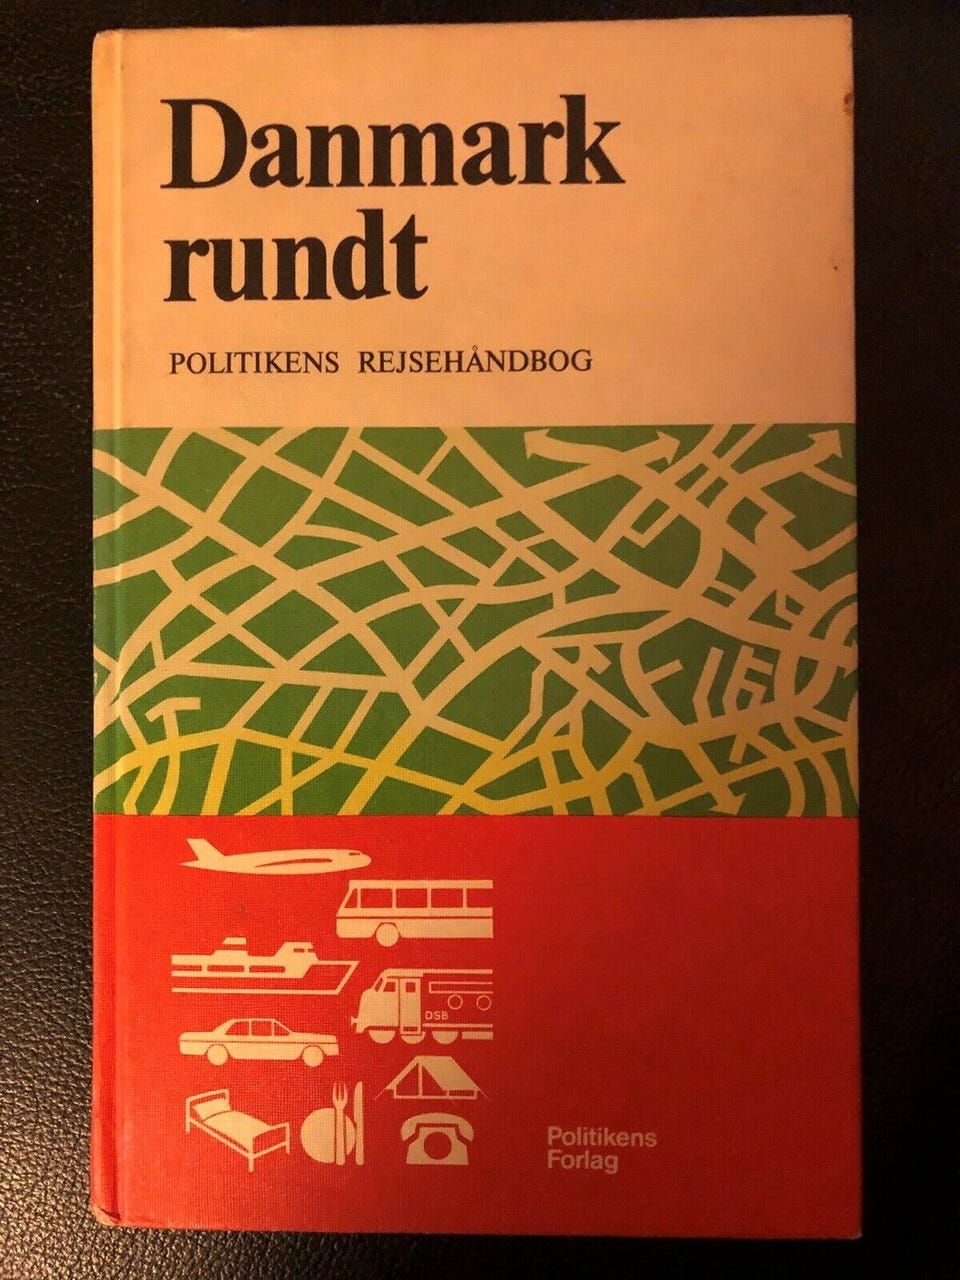 Danmark
rundt
POLITIKENS REJSEHÅNDBOG
DSB
Politikens
Forlag